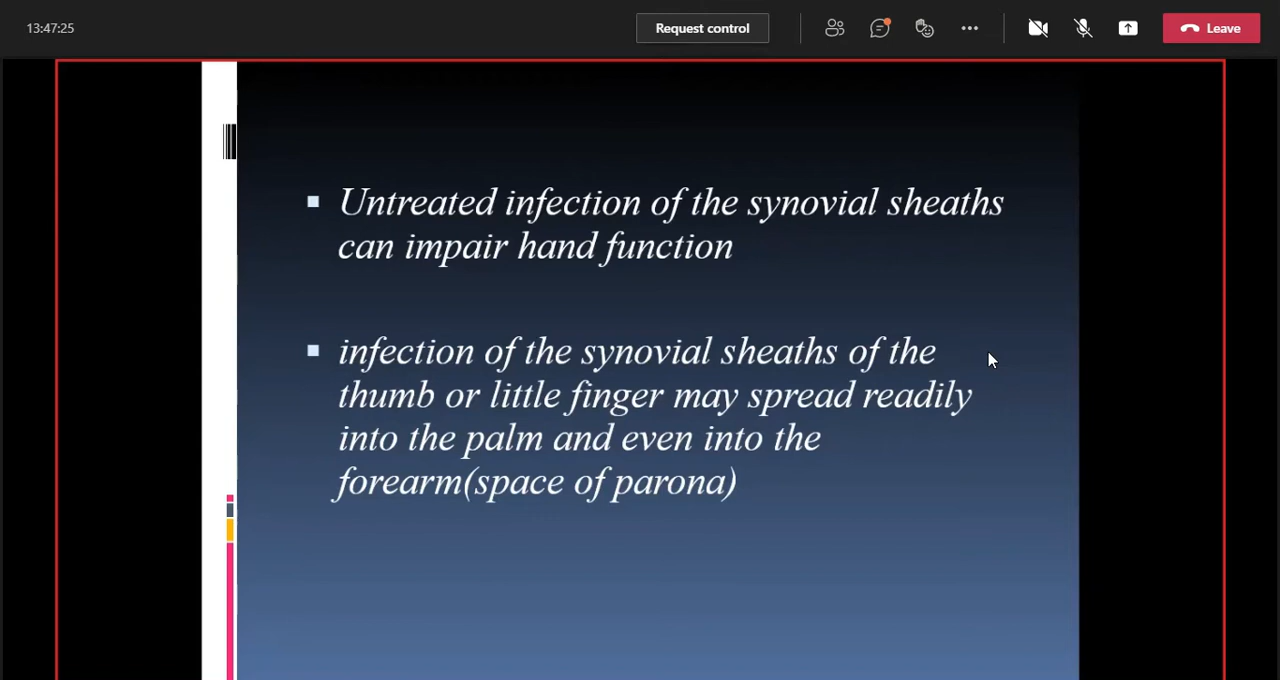 13:47:25
Request control
Leave
Untreated infection of the synovial sheaths
can impair hand function
infection of the synovial sheaths of the
thumb or little finger may spread readily
into the palm and even into the
forearm(space of parona)